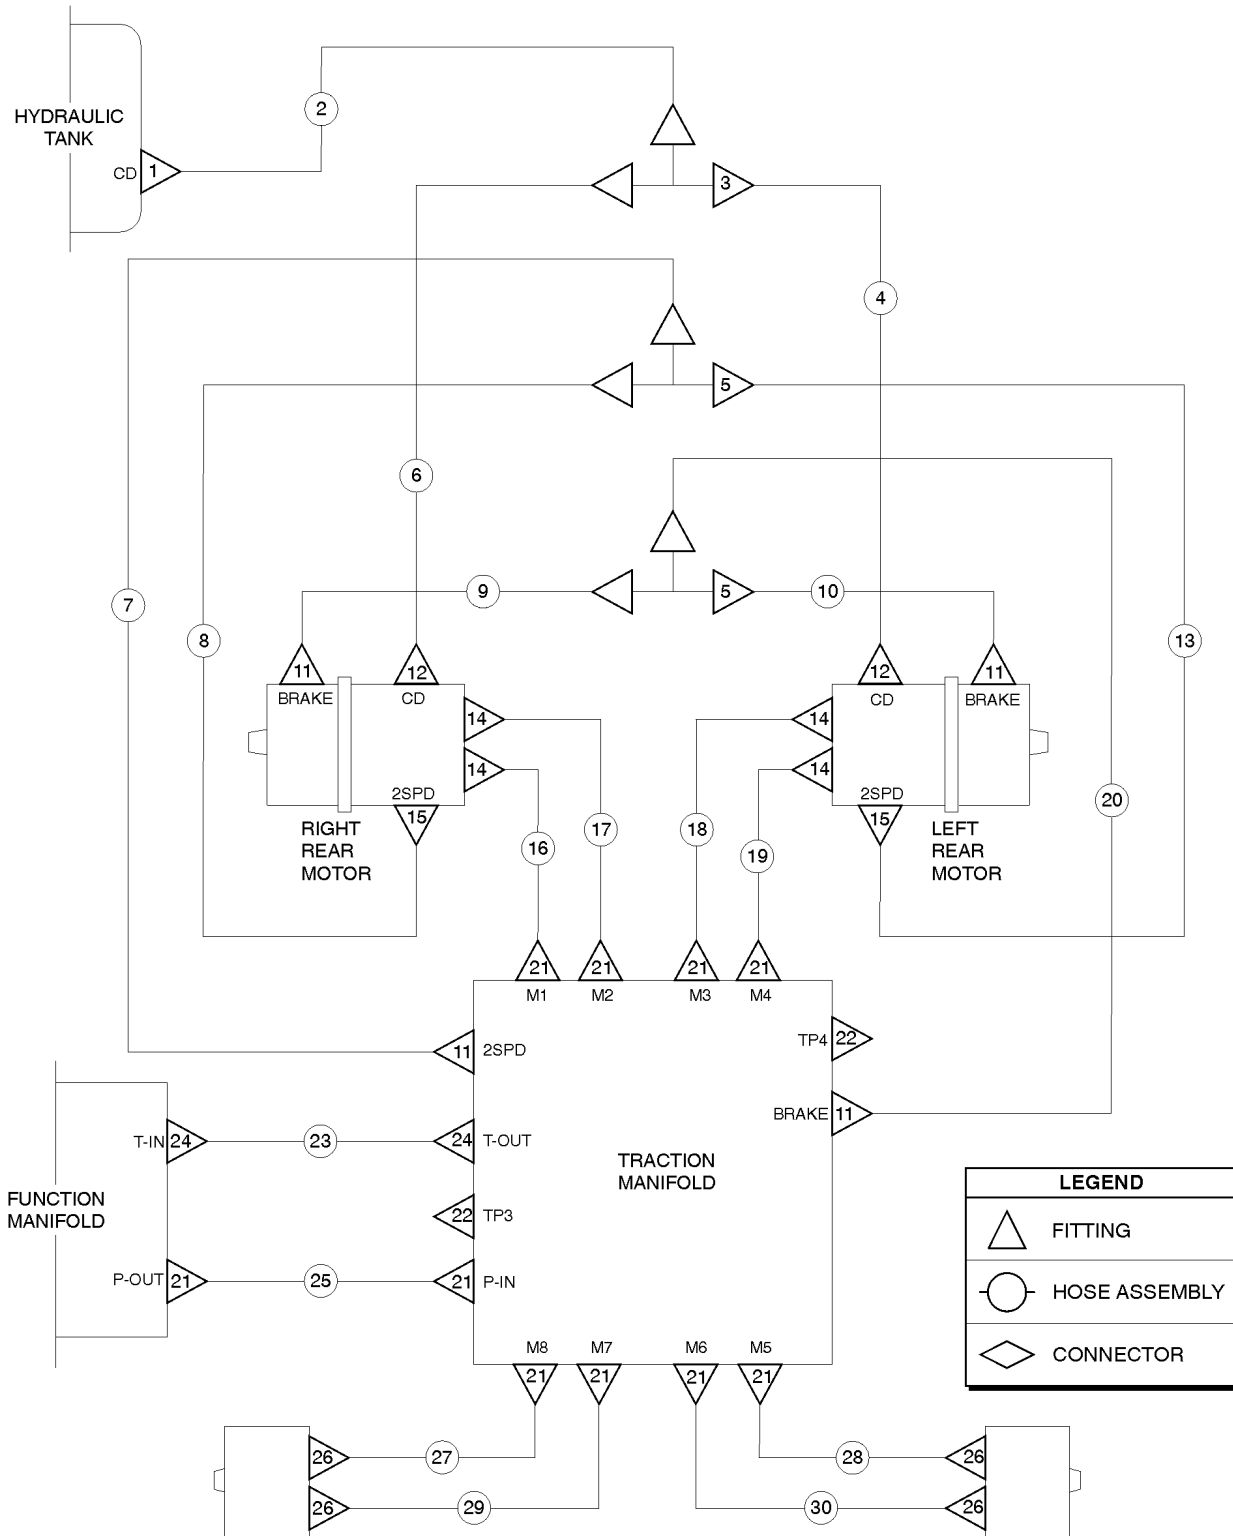 2
HYDRAULIC
TANK
CD
1
3
4
5
6
5
7
9
10
8
13
11
12
12
11
BRAKE
CD
CD
BRAKE
14
14
14
14
2SPD
2SPD
20
15
15
RIGHT
REAR
MOTOR
LEFT
REAR
MOTOR
17
18
16
19
21
21
21
21
M1
M2
M3
M4
TP4
22
11
2SPD
BRAKE
11
T-IN
24
23
24
T-OUT
TRACTION
MANIFOLD
FUNCTION
MANIFOLD
22
TP3
P-OUT
21
25
21
P-IN
M8
M7
M6
M5
21
21
21
21
26
27
28
26
26
29
30
26
LEGEND
FITTING
HOSE ASSEMBLY
CONNECTOR